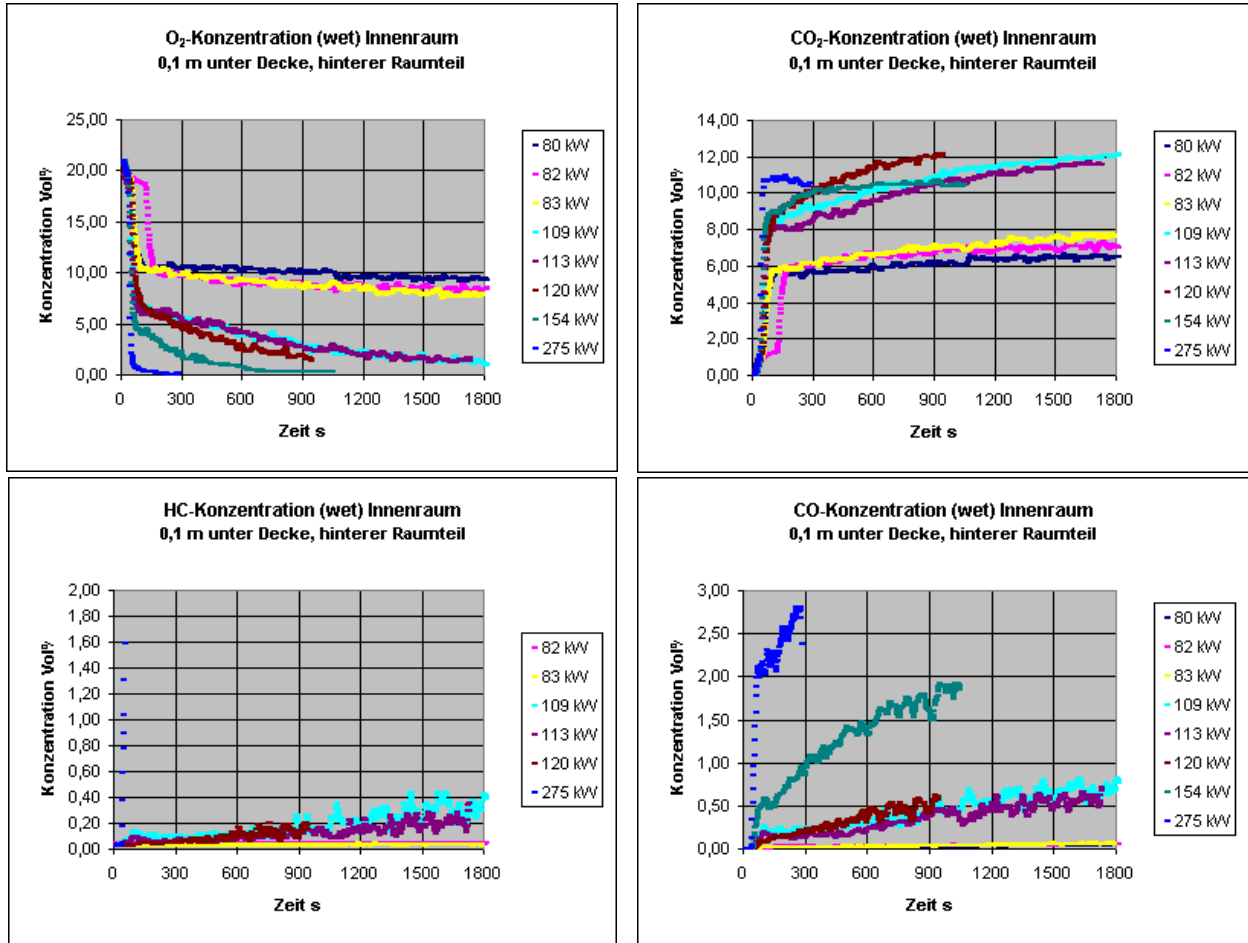 O₂-Konzentration (wet) Innenraum
0,1 m unter Decke, hinterer Raumteil
25,00
20,00
15,00
10,00
5,00
0,00
Konzentration Vol%
0 300 600 900 1200 1500 1800
Zeit s
80 kW
82 kW
83 kW
109 kW
113 kW
120 kW
154 kW
275 kW
CO₂-Konzentration (wet) Innenraum
0,1 m unter Decke, hinterer Raumteil
14,00
12,00
10,00
8,00
6,00
4,00
2,00
0,00
Konzentration Vol%
0 300 600 900 1200 1500 1800
Zeit s
80 kW
82 kW
83 kW
109 kW
113 kW
120 kW
154 kW
275 kW
HC-Konzentration (wet) Innenraum
0,1 m unter Decke, hinterer Raumteil
2,00
1,80
1,60
1,40
1,20
1,00
0,80
0,60
0,40
0,20
0,00
Konzentration Vol%
0 300 600 900 1200 1500 1800
Zeit s
82 kW
83 kW
109 kW
113 kW
120 kW
275 kW
CO-Konzentration (wet) Innenraum
0,1 m unter Decke, hinterer Raumteil
3,00
2,50
2,00
1,50
1,00
0,50
0,00
Konzentration Vol%
0 300 600 900 1200 1500 1800
Zeit s
80 kW
82 kW
83 kW
109 kW
113 kW
120 kW
154 kW
275 kW